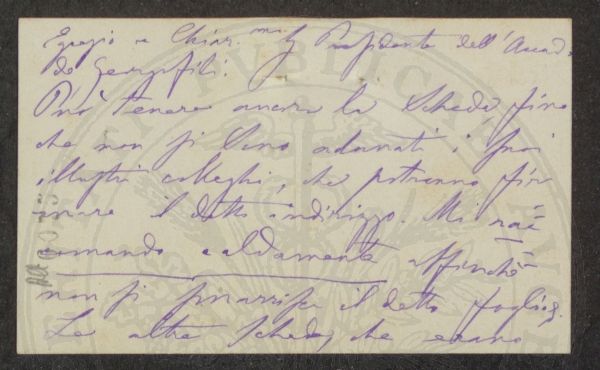 Egregio e Chiar.mo Sig Presidente dell'Accad.
de Georgofili.
Può tenere ancora la Scheda, fino
che non si siano adunati i suoi
illustri colleghi, che potranno fir
mare il detto indirizzo. Mi rac
comando caldamente affinchè
non si smarrisca il detto foglio.
Le altre Schede, che erano